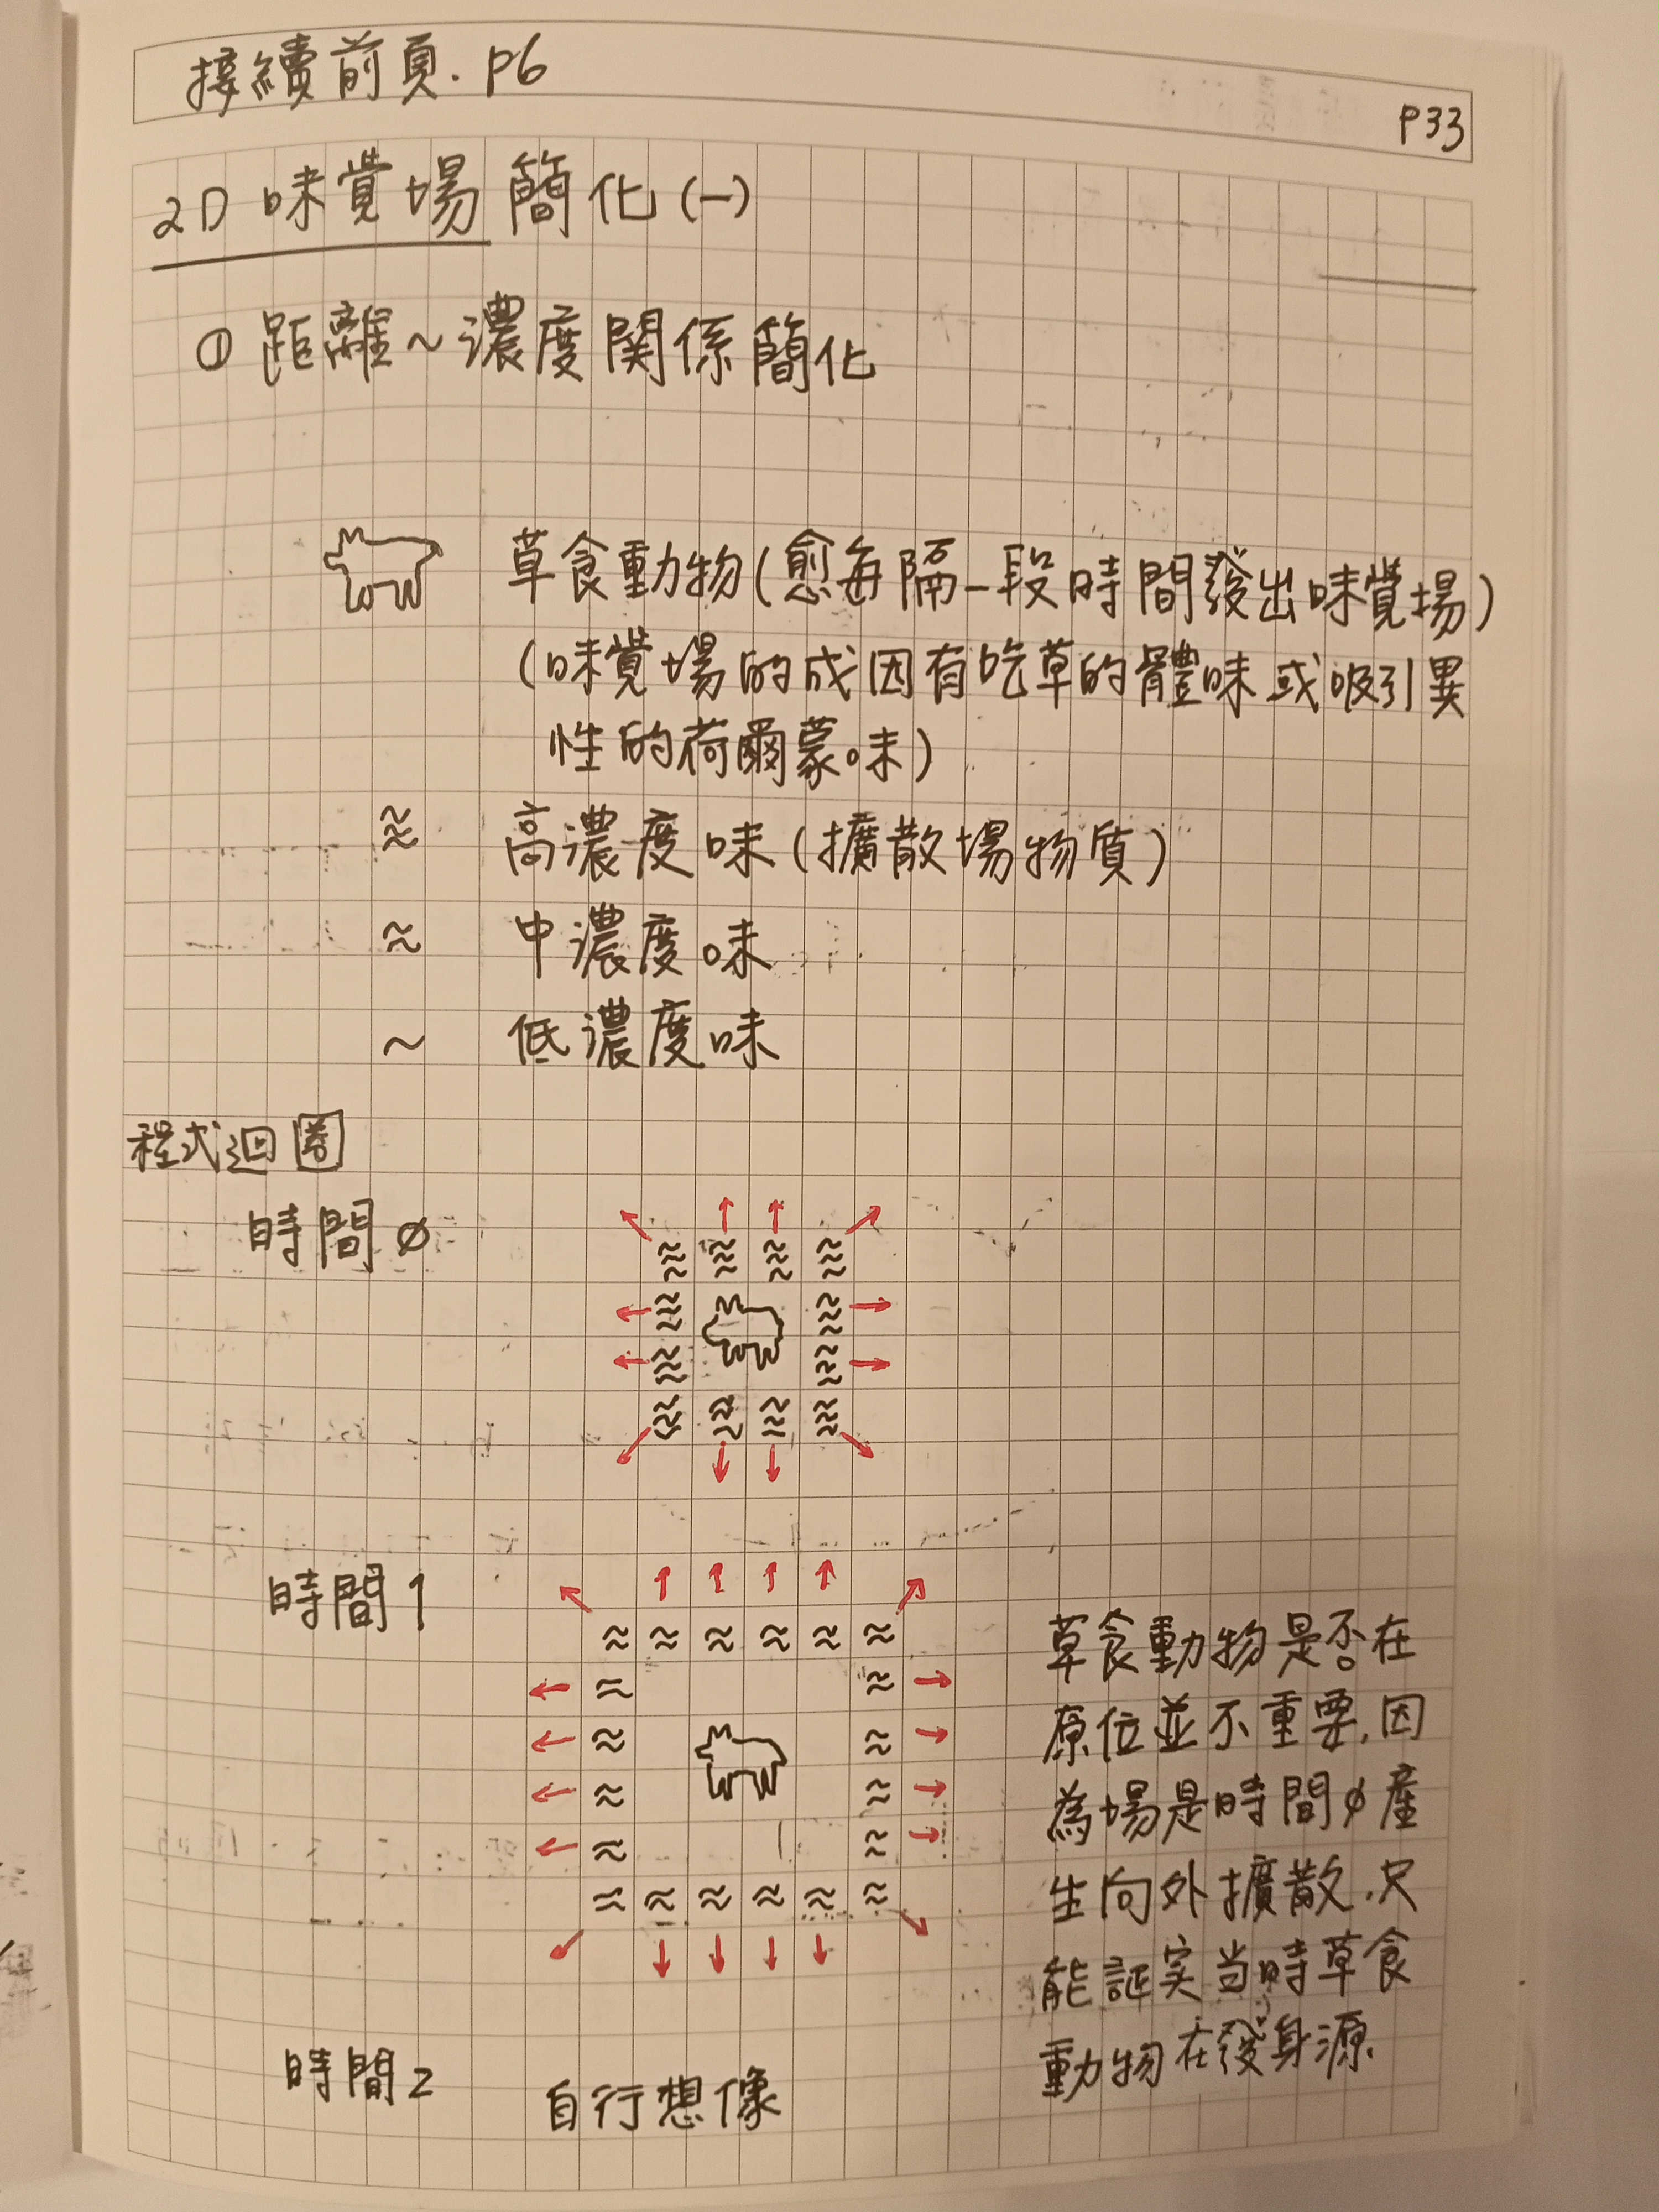 接續前頁. P6
P33
2D 味覺場 簡化 (一)
① 距離~濃度関係簡化
草食動物(愈每隔一段時間發出味覺場)
(味覺場的成因有吃草的體味或吸引異
性的荷爾蒙味)
高濃度味(擴散場物質)
中濃度味
~ 低濃度味
程式迴圈
時間 ø
時間 1
草食動物是否在
原位並不重要,因
為場是時間ø產
生向外擴散,只
能証实当時草食
動物在發身源.
時間 2 自行想像